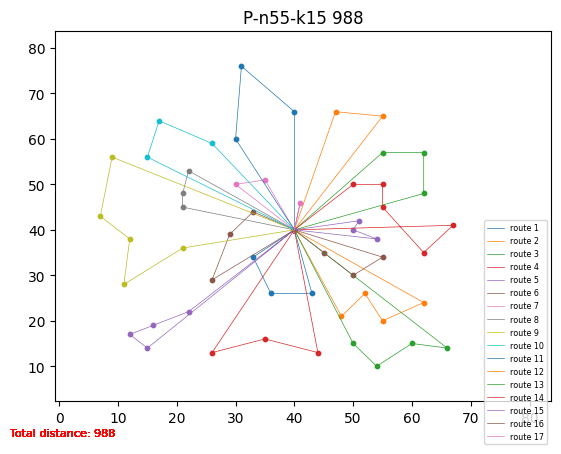 P-n55-k15 988
80
70
60
50
40
30
20
10
0 10 20 30 40 50 60 70 80
route 1
route 2
route 3
route 4
route 5
route 6
route 7
route 8
route 9
route 10
route 11
route 12
route 13
route 14
route 15
route 16
route 17
Total distance: 988